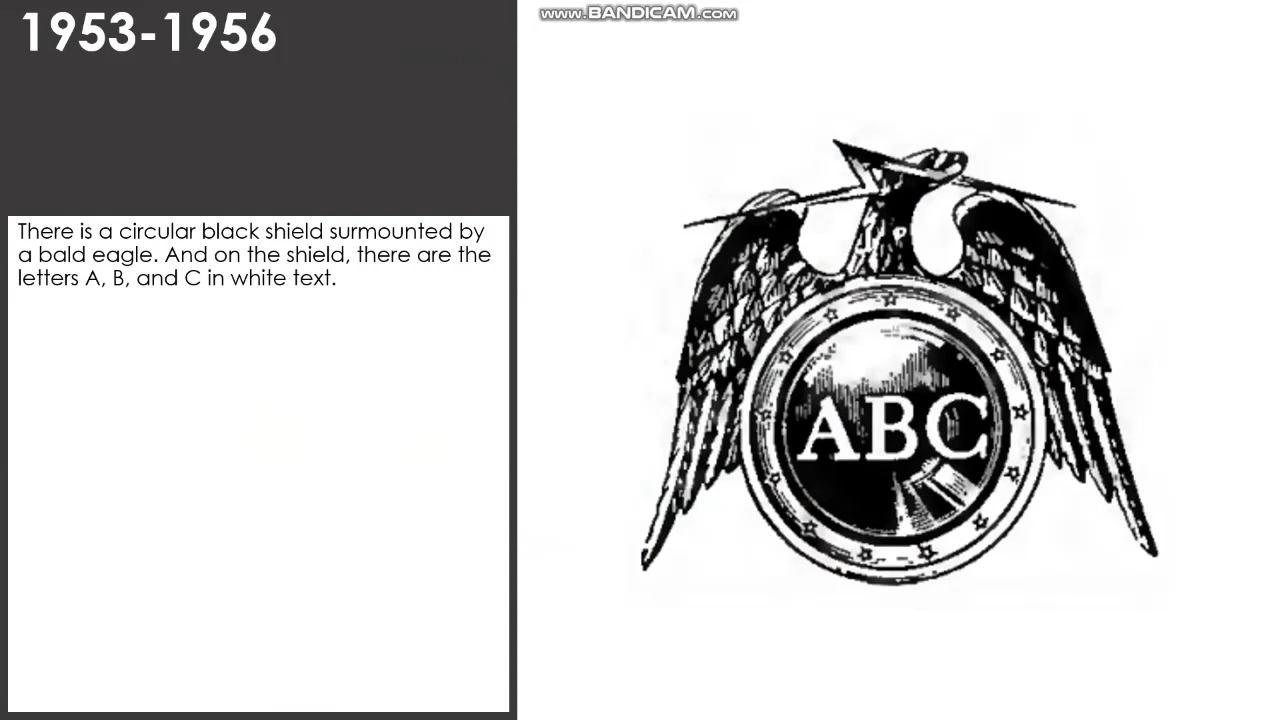 1953-1956
www.BANDICAM.com
There is a circular black shield surmounted by
a bald eagle. And on the shield, there are the
letters A, B, and C in white text.
ABC